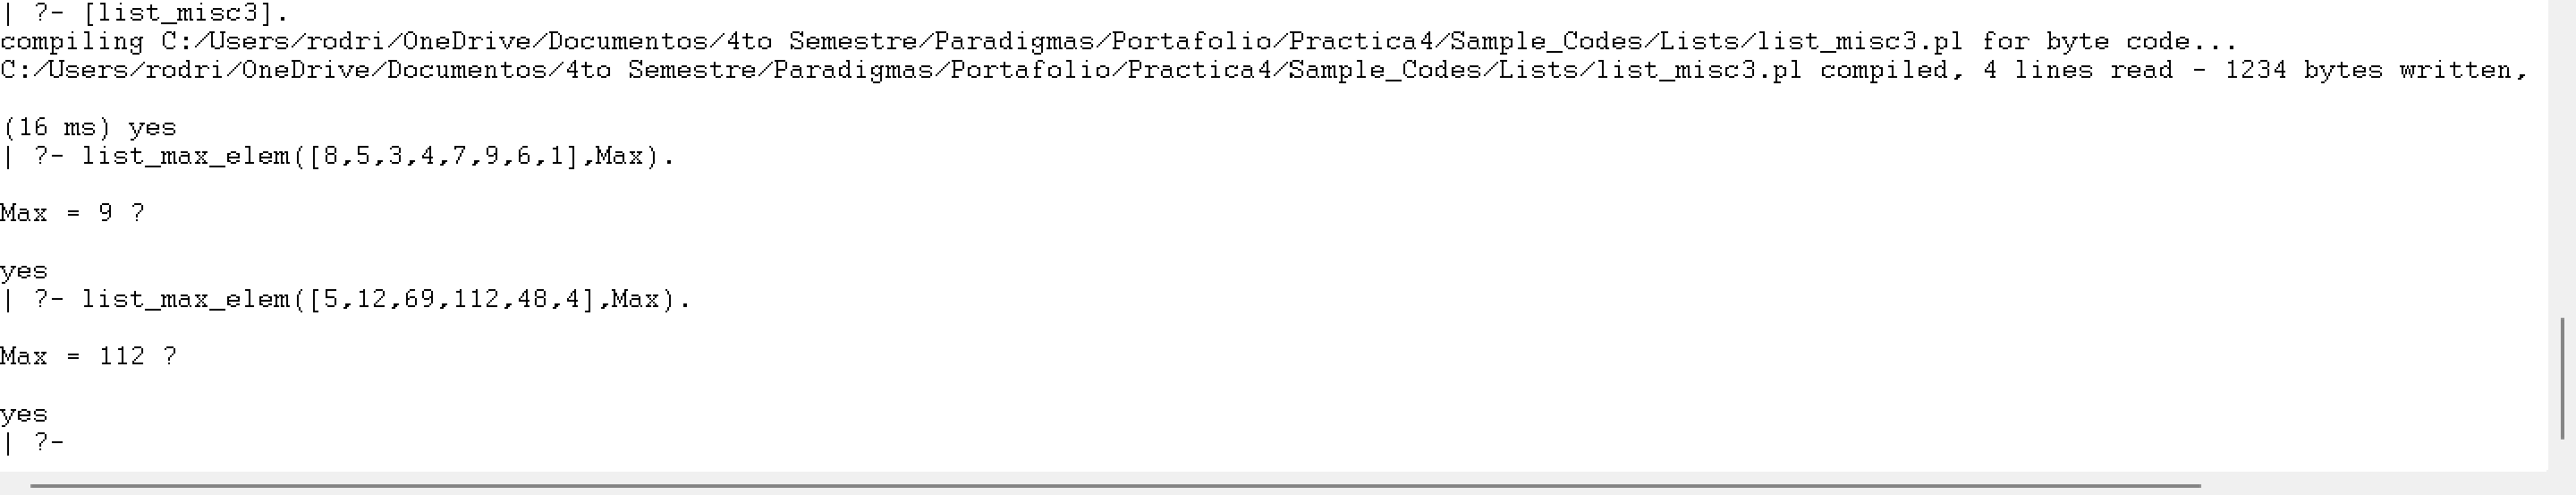 | ?- [list_misc3].
compiling C:/Users/rodri/OneDrive/Documentos/4to Semestre/Paradigmas/Portafolio/Practica4/Sample_Codes/Lists/list_misc3.pl for byte code...
C:/Users/rodri/OneDrive/Documentos/4to Semestre/Paradigmas/Portafolio/Practica4/Sample_Codes/Lists/list_misc3.pl compiled, 4 lines read - 1234 bytes written,
(16 ms) yes
| ?- list_max_elem([8,5,3,4,7,9,6,1],Max).
Max = 9 ?
yes
| ?- list_max_elem([5,12,69,112,48,4],Max).
Max = 112 ?
yes
| ?-